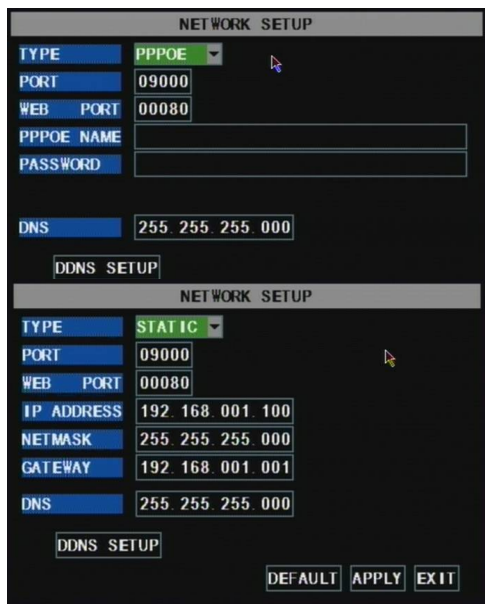 NETWORK SETUP
TYPE PPPOE
PORT 09000
WEB PORT 00080
PPPOE NAME
PASSWORD
DNS 255.255.255.000
DDNS SETUP
NETWORK SETUP
TYPE STATIC
PORT 09000
WEB PORT 00080
IP ADDRESS 192.168.001.100
NETMASK 255.255.255.000
GATEWAY 192.168.001.001
DNS 255.255.255.000
DDNS SETUP
DEFAULT APPLY EXIT